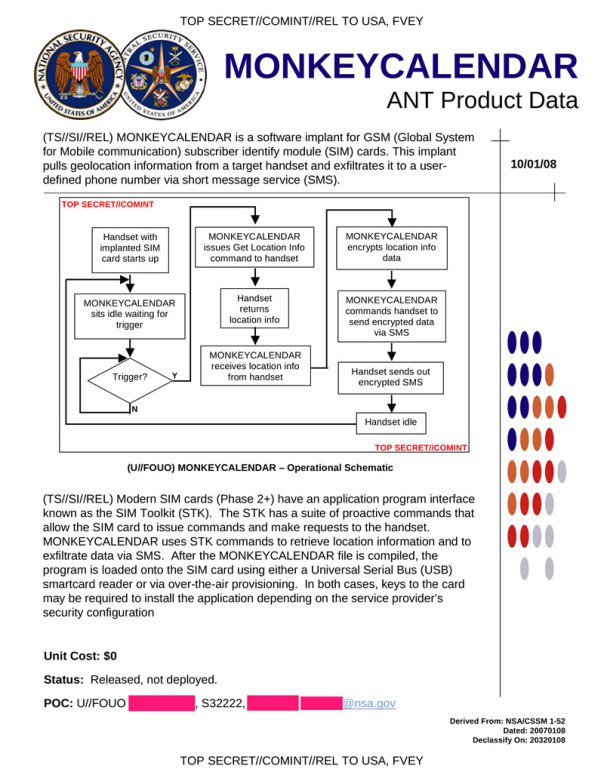 TOP SECRET//COMINT//REL TO USA, FVEY
NATIONAL SECURITY AGENCY
UNITED STATES OF AMERICA
CENTRAL SECURITY SERVICE
MONKEYCALENDAR
ANT Product Data
(TS//SI//REL) MONKEYCALENDAR is a software implant for GSM (Global System
for Mobile communication) subscriber identify module (SIM) cards. This implant
pulls geolocation information from a target handset and exfiltrates it to a user-
defined phone number via short message service (SMS).
10/01/08
TOP SECRET//COMINT
Handset with
implanted SIM
card starts up
MONKEYCALENDAR
sits idle waiting for
trigger
Trigger?
Y
N
MONKEYCALENDAR
issues Get Location Info
command to handset
Handset
returns
location info
MONKEYCALENDAR
receives location info
from handset
MONKEYCALENDAR
encrypts location info
data
MONKEYCALENDAR
commands handset to
send encrypted data
via SMS
Handset sends out
encrypted SMS
Handset idle
TOP SECRET//COMINT
(U//FOUO) MONKEYCALENDAR – Operational Schematic
(TS//SI//REL) Modern SIM cards (Phase 2+) have an application program interface
known as the SIM Toolkit (STK). The STK has a suite of proactive commands that
allow the SIM card to issue commands and make requests to the handset.
MONKEYCALENDAR uses STK commands to retrieve location information and to
exfiltrate data via SMS. After the MONKEYCALENDAR file is compiled, the
program is loaded onto the SIM card using either a Universal Serial Bus (USB)
smartcard reader or via over-the-air provisioning. In both cases, keys to the card
may be required to install the application depending on the service provider's
security configuration
Unit Cost: $0
Status: Released, not deployed.
POC: U//FOUO , S32222, @nsa.gov
Derived From: NSA/CSSM 1-52
Dated: 20070108
Declassify On: 20320108
TOP SECRET//COMINT//REL TO USA, FVEY